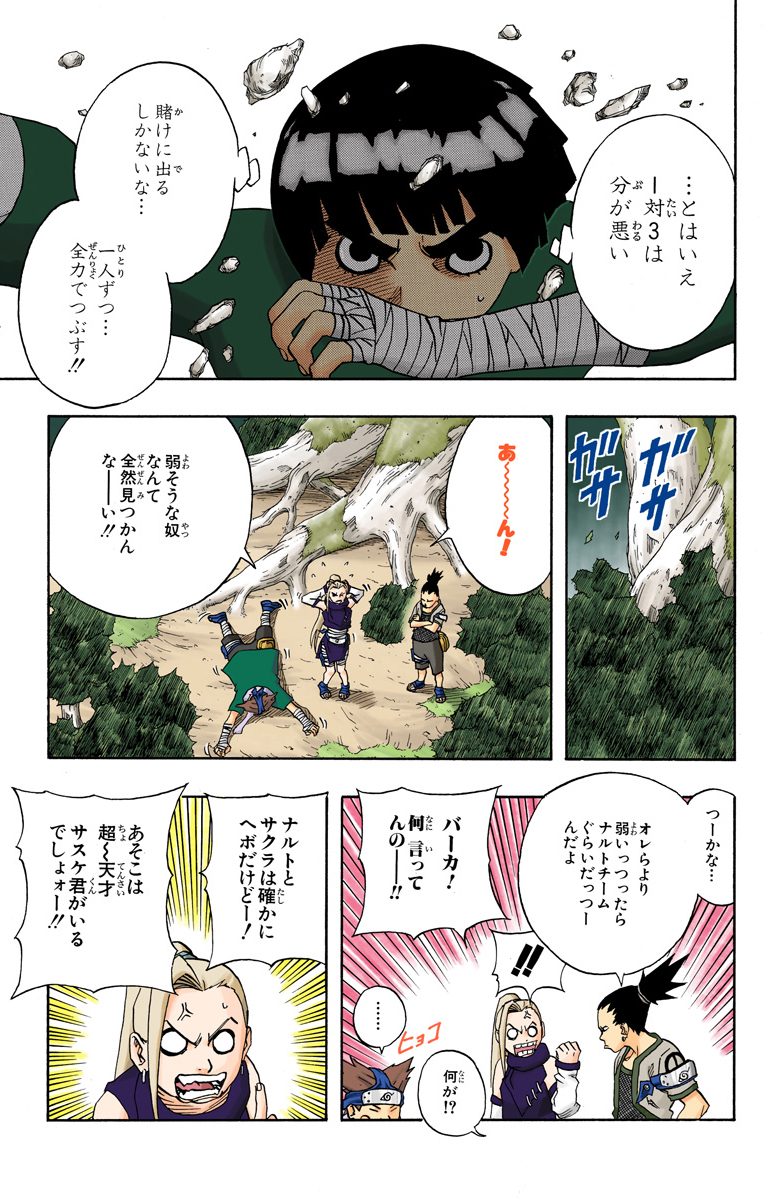 …とはいえ
一対3は
分が悪い
賭けに出る
しかないな…
一人ずつ…
全力でつぶす!!
ガサ
ガサ
あ～～～～ん!
弱そうな奴
なんて
全然見つかん
な――い!!
つーかな…
オレらより
弱いっつったら
ナルトチーム
ぐらいだっつー
んだよ
!!
バーカ!
何言って
んの――!!
何が!?
ヒョコ
……
ナルトと
サクラは確かに
ヘボだけどー!
あそこは
超～天才
サスケ君がいる
でしょォー!!